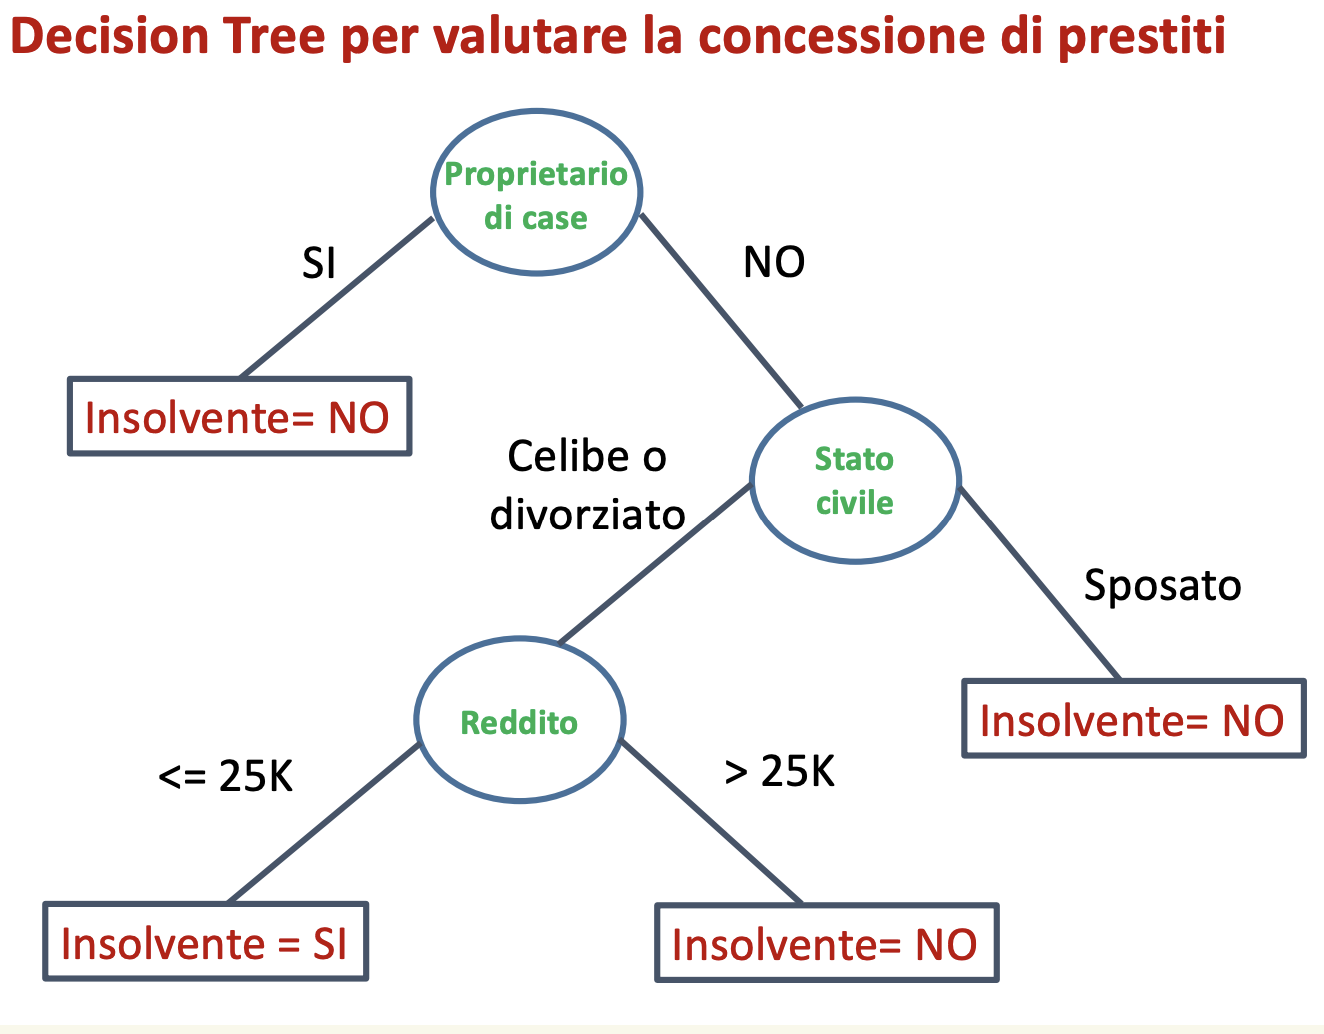 Decision Tree per valutare la concessione di prestiti
Proprietario
di case
SI
NO
Insolvente= NO
Celibe o
divorziato
Stato
civile
Sposato
Insolvente= NO
Reddito
<= 25K
> 25K
Insolvente = SI
Insolvente= NO